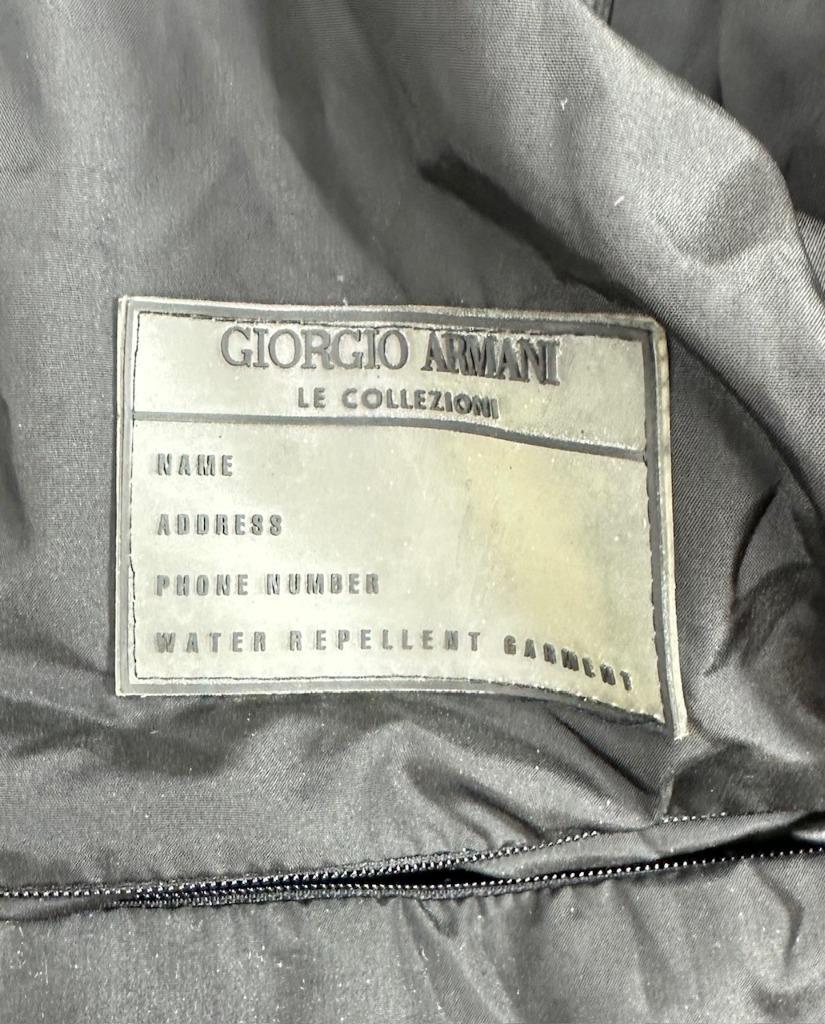 GIORGIO ARMANI
LE COLLEZIONI
NAME
ADDRESS
PHONE NUMBER
WATER REPELLENT GARMENT